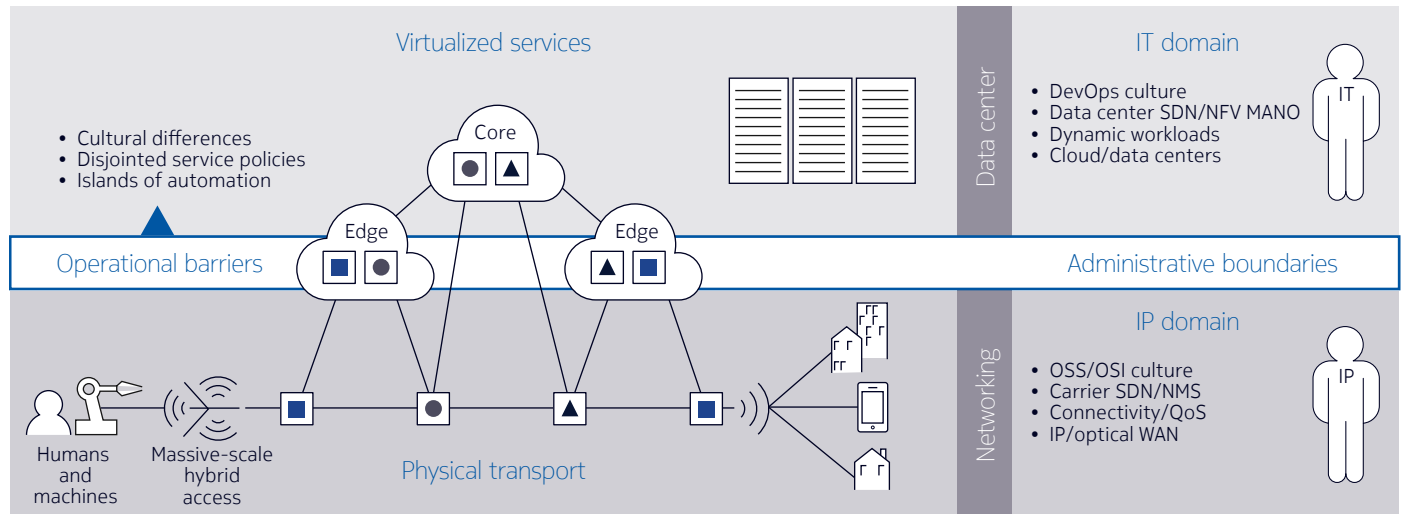 Virtualized services
• Cultural differences
• Disjointed service policies
• Islands of automation
Core
Edge
Edge
Operational barriers
Humans
and
machines
Massive-scale
hybrid
access
Physical transport
Data center
Networking
IT domain
• DevOps culture
• Data center SDN/NFV MANO
• Dynamic workloads
• Cloud/data centers
IT
Administrative boundaries
IP domain
• OSS/OSI culture
• Carrier SDN/NMS
• Connectivity/QoS
• IP/optical WAN
IP